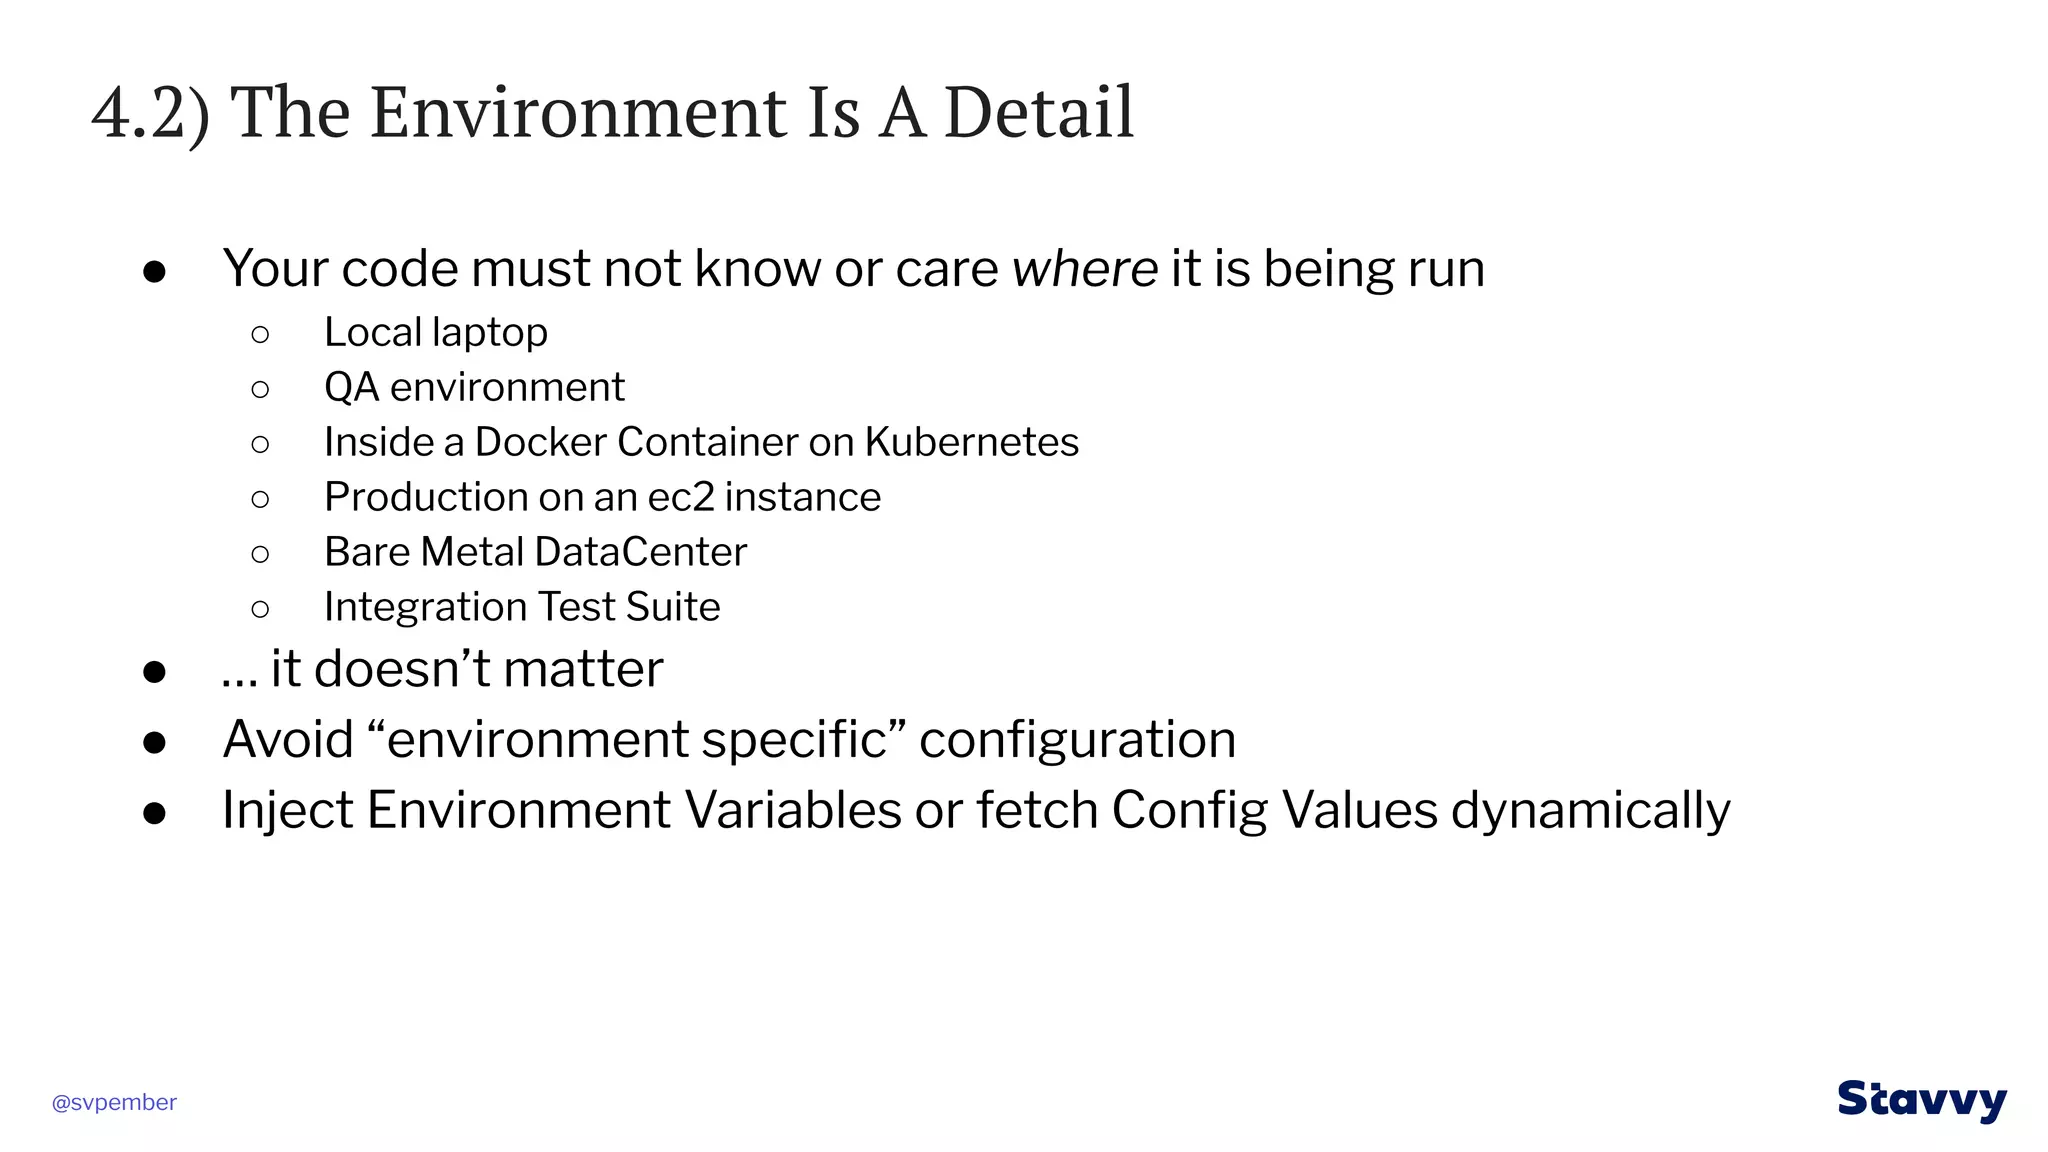 4.2) The Environment Is A Detail
● Your code must not know or care where it is being run
○ Local laptop
○ QA environment
○ Inside a Docker Container on Kubernetes
○ Production on an ec2 instance
○ Bare Metal DataCenter
○ Integration Test Suite
● … it doesn’t matter
● Avoid “environment specific” configuration
● Inject Environment Variables or fetch Config Values dynamically
@svpember
Stavvy